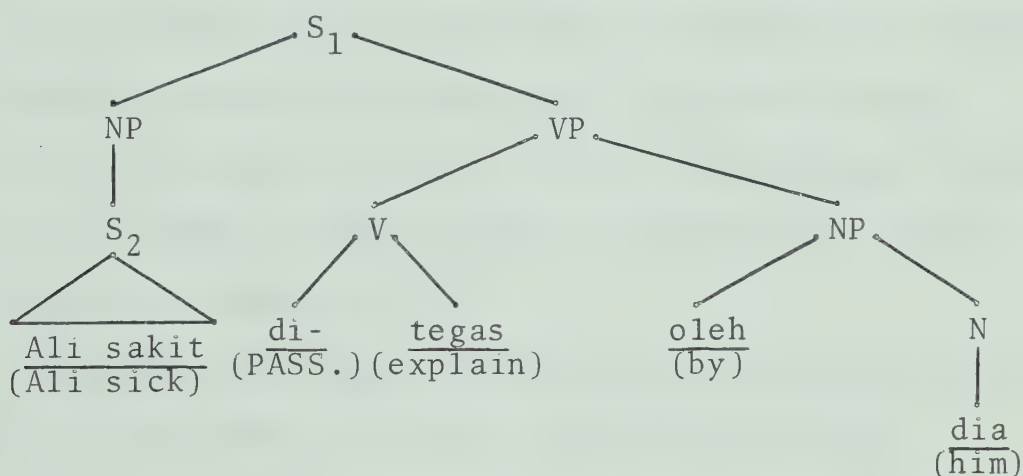 S1
NP VP
S2 V NP
Ali sakit di- tegas oleh N
(Ali sick) (PASS.) (explain) (by)
dia
(him)